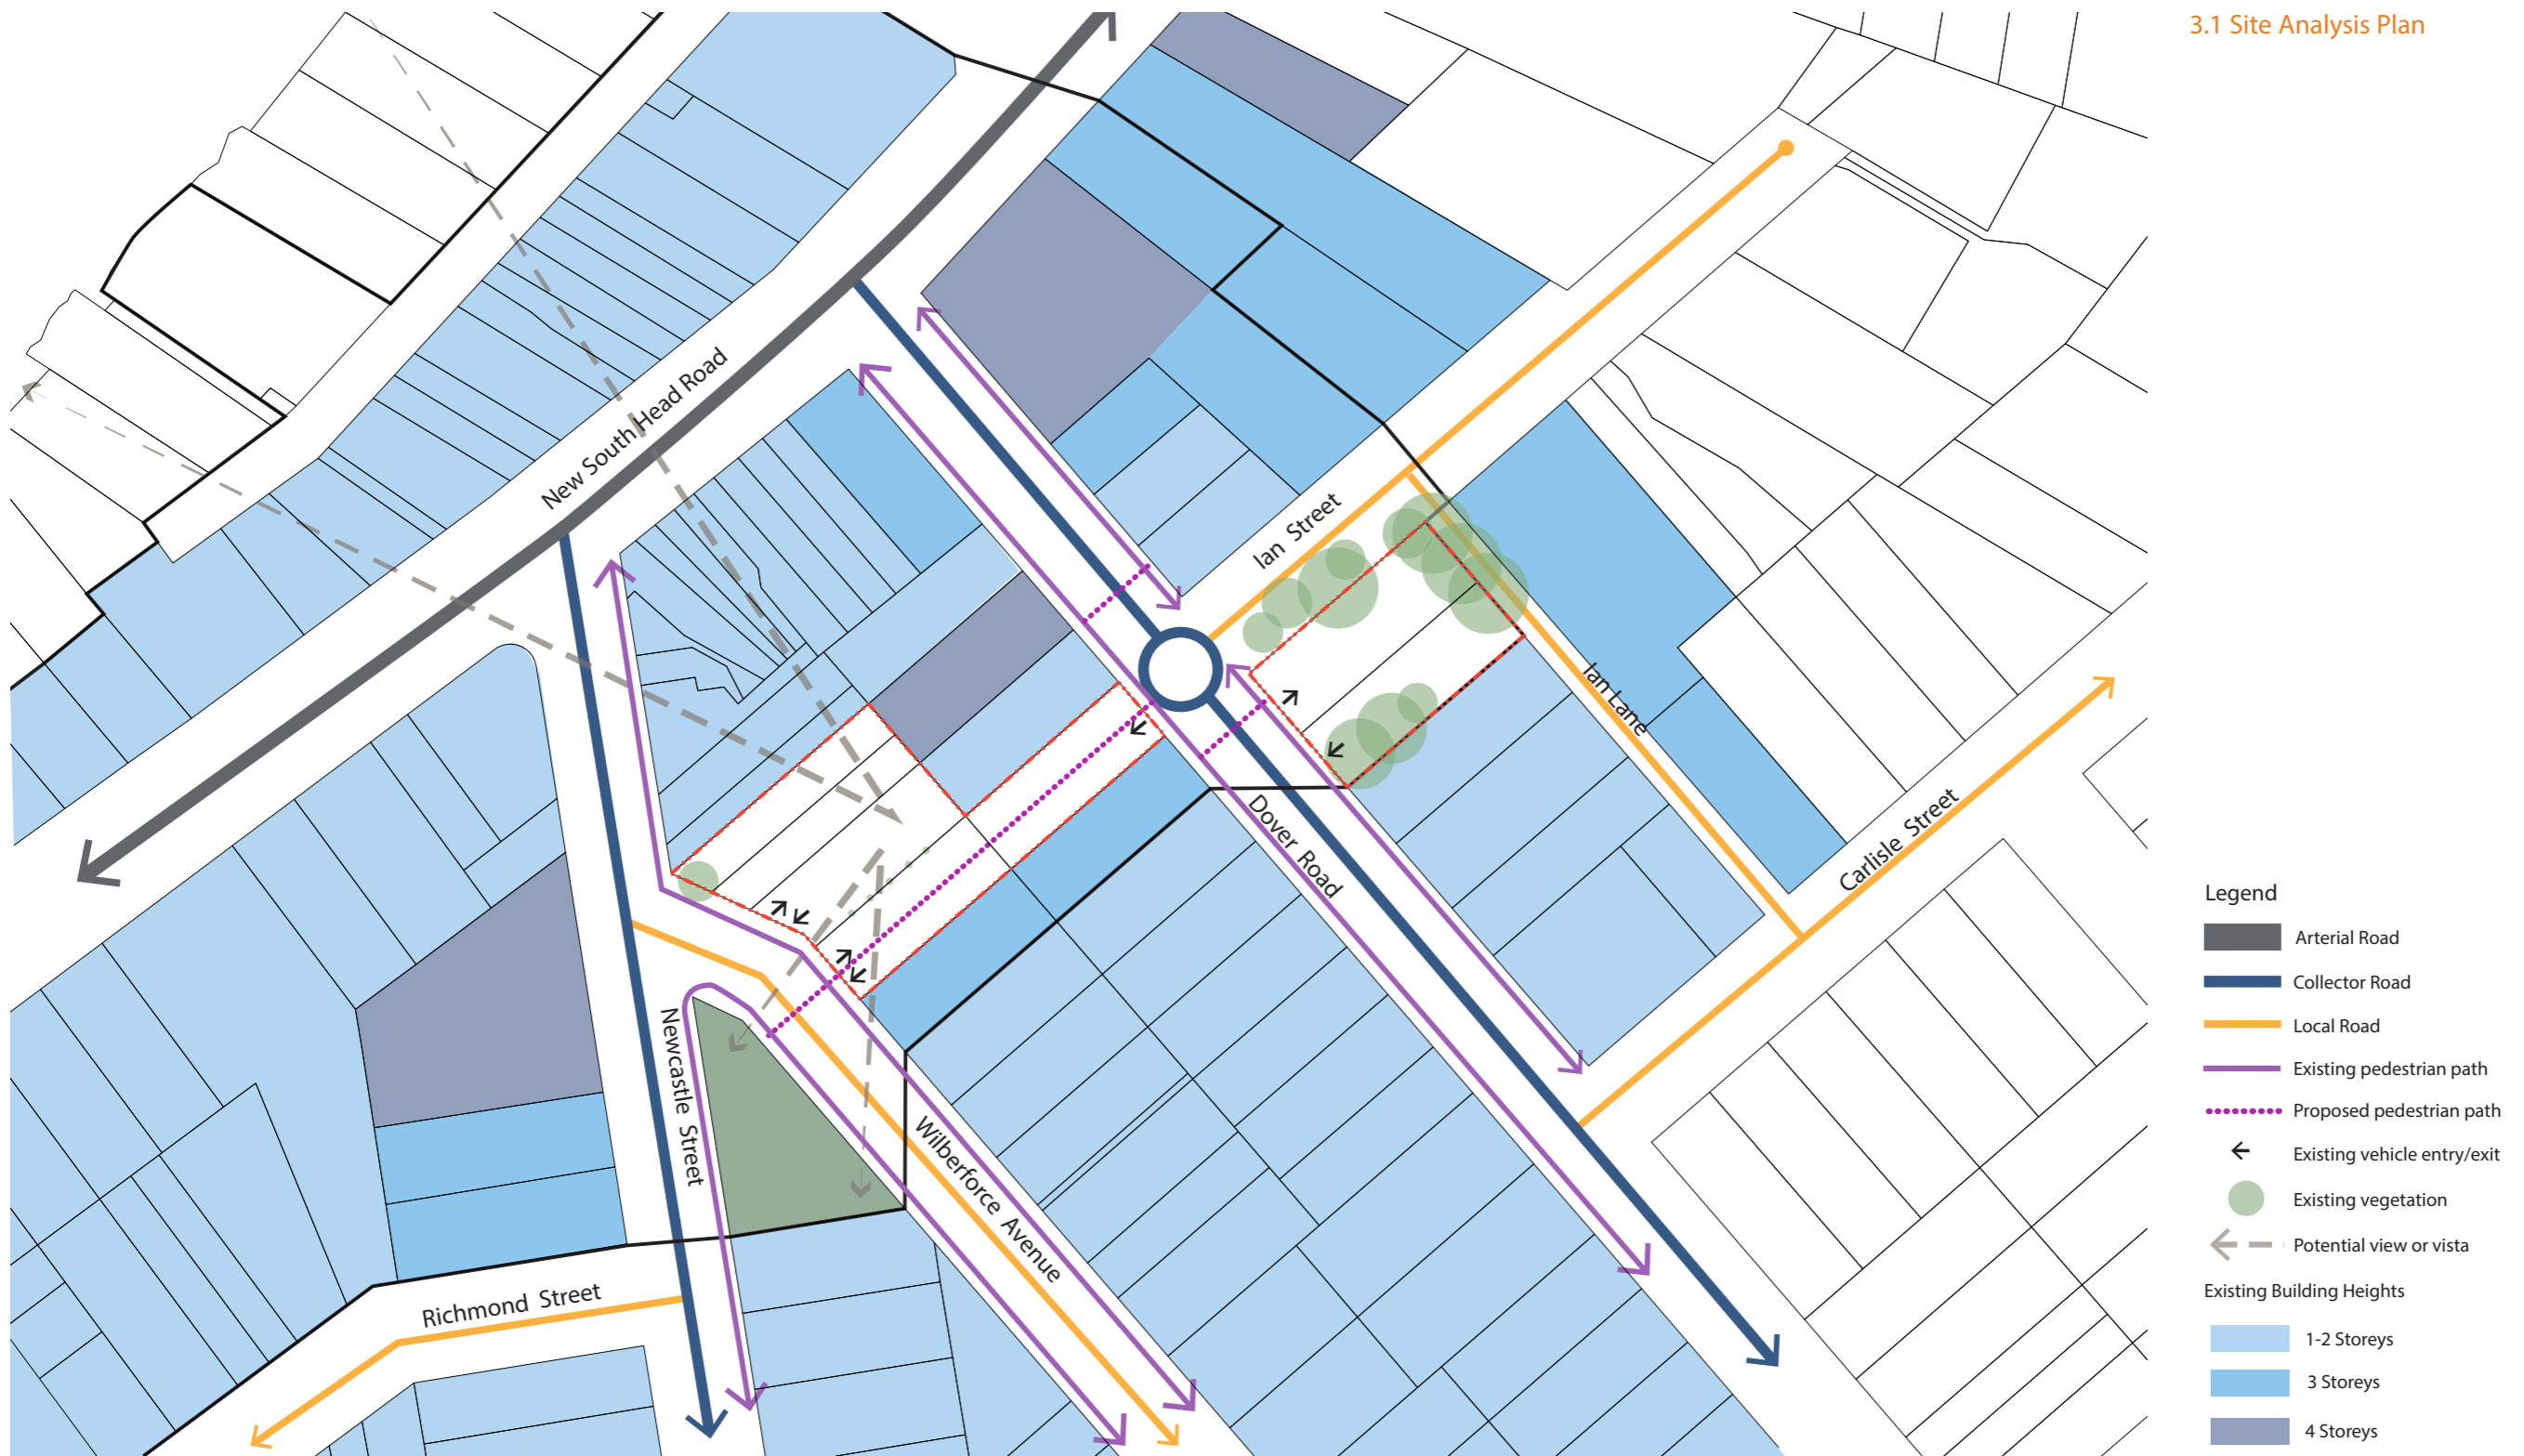 3.1 Site Analysis Plan
New South Head Road
Ian Street
Ian Lane
Carlisle Street
Dover Road
Newcastle Street
Wilberforce Avenue
Richmond Street
Legend
Arterial Road
Collector Road
Local Road
Existing pedestrian path
Proposed pedestrian path
Existing vehicle entry/exit
Existing vegetation
Potential view or vista
Existing Building Heights
1-2 Storeys
3 Storeys
4 Storeys